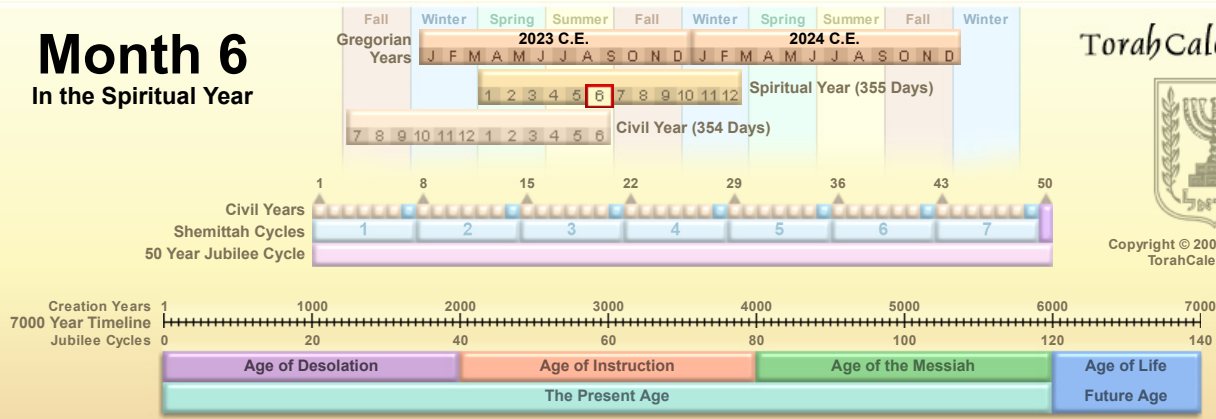 Month 6
In the Spiritual Year
Fall Winter Spring Summer Fall Winter Spring Summer Fall Winter
Gregorian Years
2023 C.E. 2024 C.E.
J F M A M J J A S O N D J F M A M J J A S O N D
1 2 3 4 5 6 7 8 9 10 11 12 Spiritual Year (355 Days)
7 8 9 10 11 12 1 2 3 4 5 6 Civil Year (354 Days)
TorahCale
1 8 15 22 29 36 43 50
Civil Years
Shemittah Cycles 1 2 3 4 5 6 7
50 Year Jubilee Cycle
Copyright © 200
TorahCale
Creation Years 1 1000 2000 3000 4000 5000 6000 7000
7000 Year Timeline
Jubilee Cycles 0 20 40 60 80 100 120 140
Age of Desolation Age of Instruction Age of the Messiah Age of Life
The Present Age Future Age